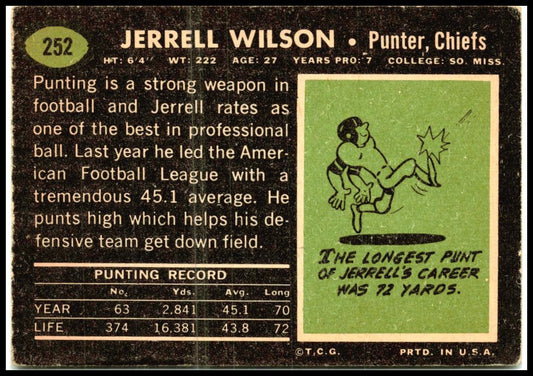 252
JERRELL WILSON • Punter, Chiefs
HT: 6'4" WT: 222 AGE: 27 YEARS PRO: 7 COLLEGE: SO. MISS.
Punting is a strong weapon in
football and Jerrell rates as
one of the best in professional
ball. Last year he led the Amer-
ican Football League with a
tremendous 45.1 average. He
punts high which helps his de-
fensive team get down field.
PUNTING RECORD
No. Yds. Avg. Long
YEAR 63 2,841 45.1 70
LIFE 374 16,381 43.8 72
THE LONGEST PUNT
OF JERRELL'S CAREER
WAS 72 YARDS.
©T.C.G. PRTD. IN U.S.A.